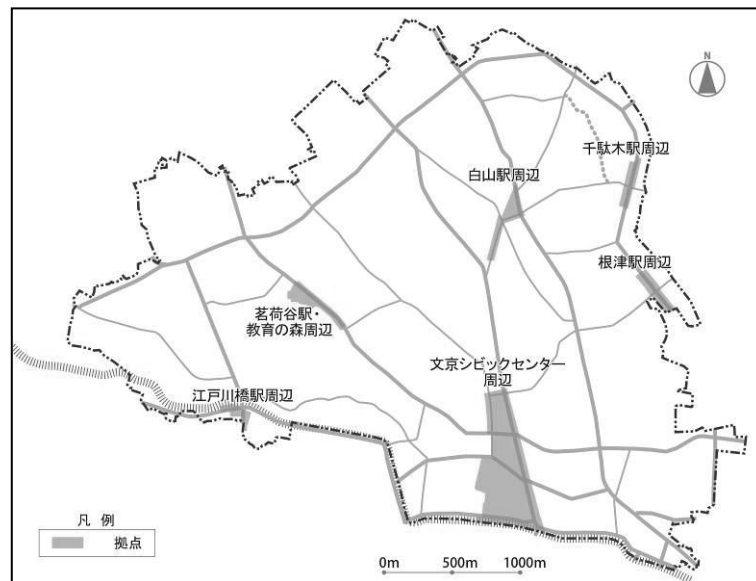 N
千駄木駅周辺
白山駅周辺
根津駅周辺
茗荷谷駅・
教育の森周辺
文京シビックセンター
周辺
江戸川橋駅周辺
凡 例
拠点
0m 500m 1000m